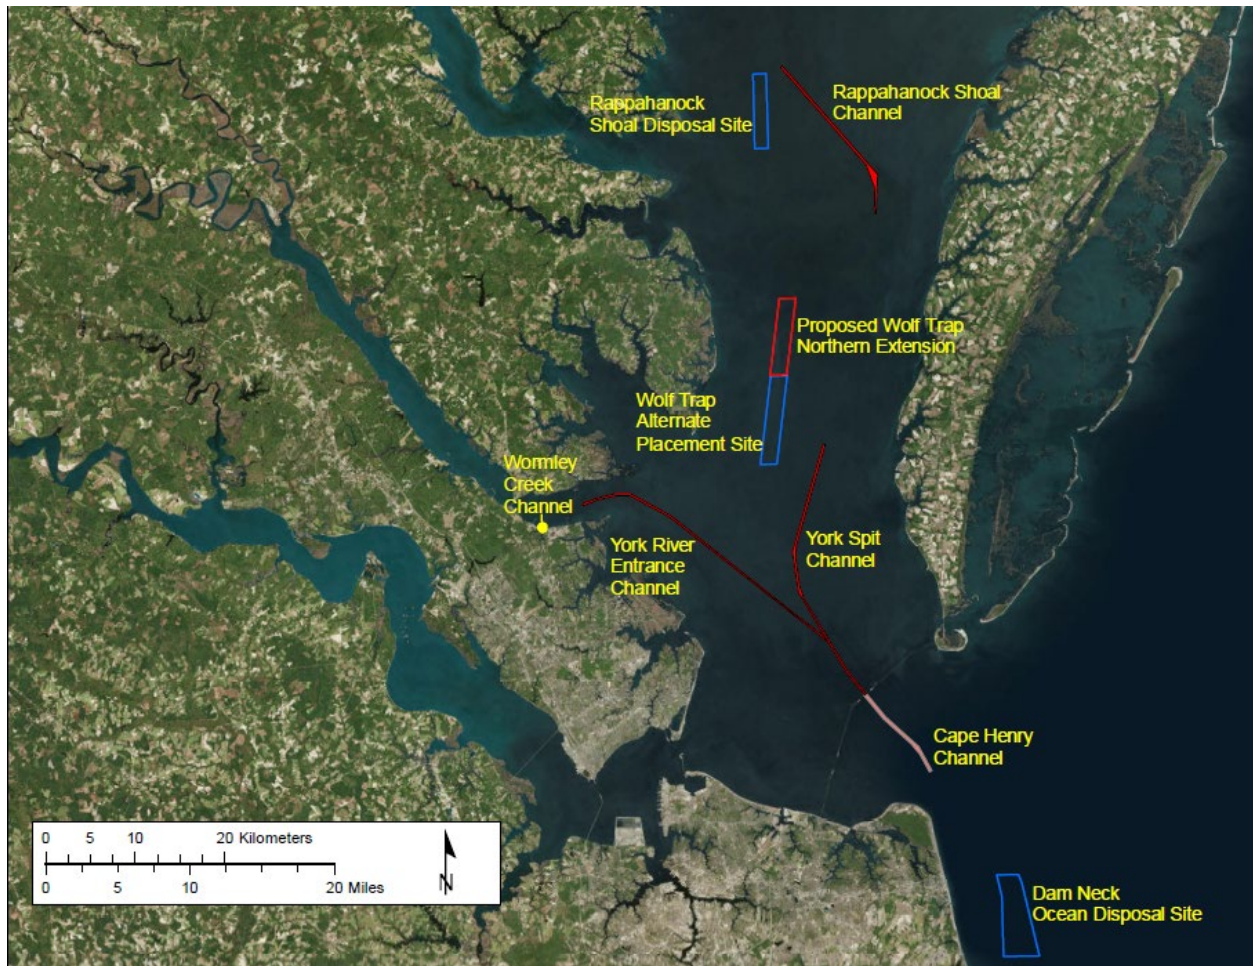 Rappahanock
Shoal Disposal Site
Rappahanock Shoal
Channel
Proposed Wolf Trap
Northern Extension
Wolf Trap
Alternate
Placement Site
Wormley
Creek
Channel
York River
Entrance
Channel
York Spit
Channel
Cape Henry
Channel
0 5 10 20 Kilometers
0 5 10 20 Miles
N
Dam Neck
Ocean Disposal Site